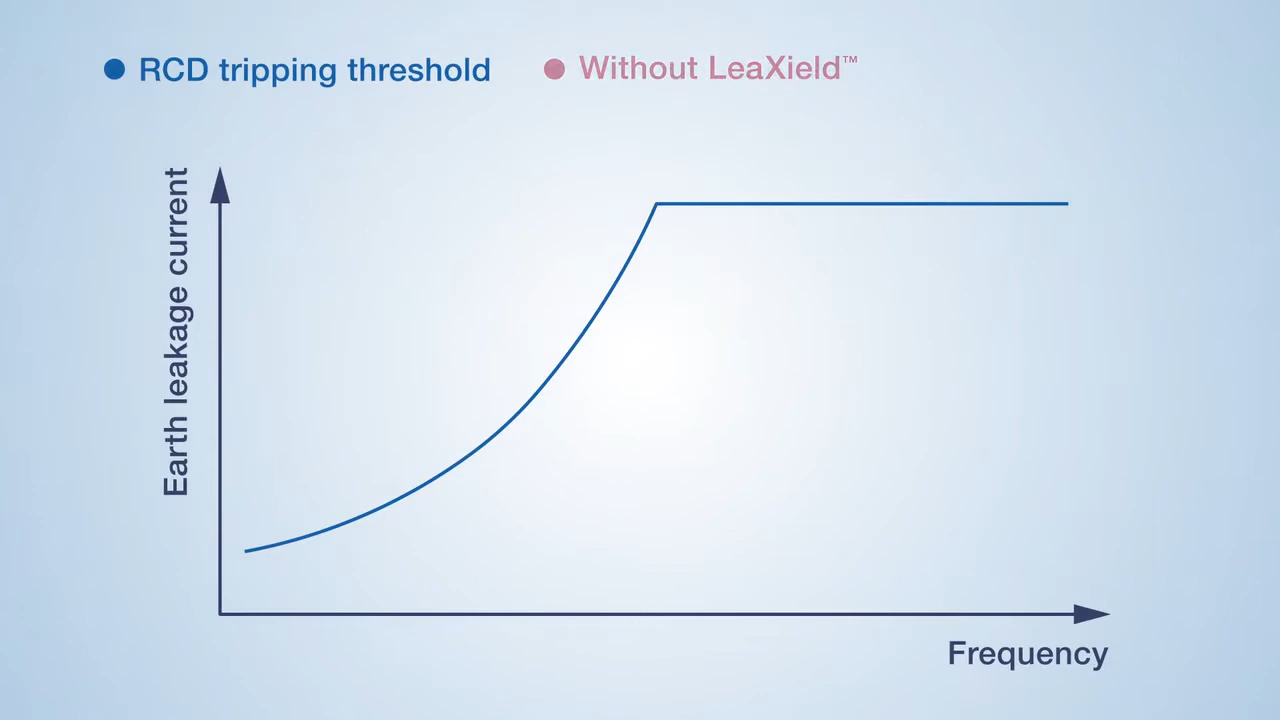 RCD tripping threshold
Without LeaXield™
Earth leakage current
Frequency